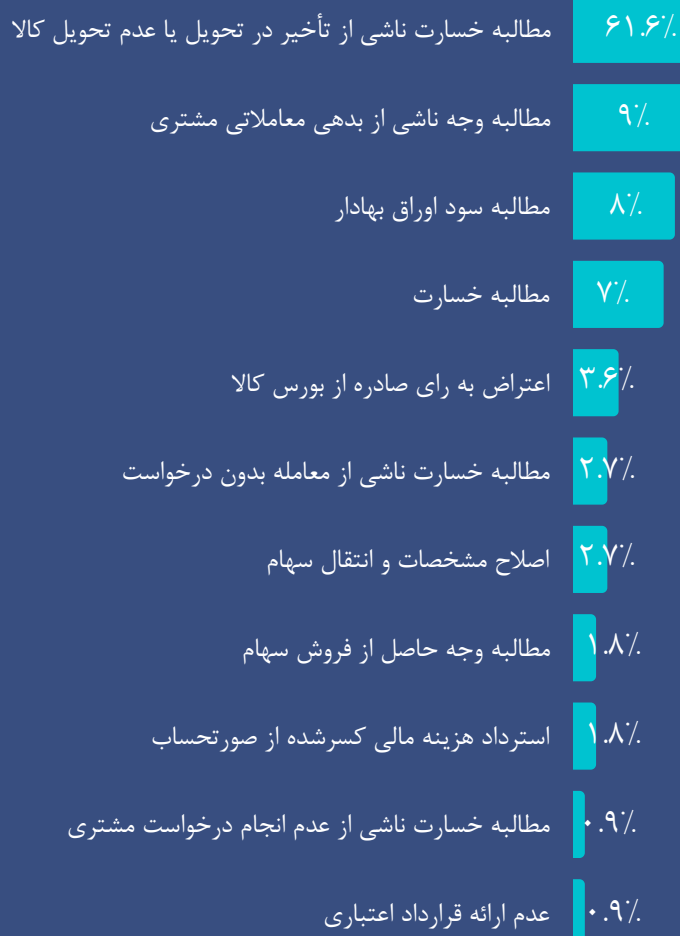 مطالبه خسارت ناشی از تأخیر در تحویل یا عدم تحویل کالا ۶۱.۶٪
مطالبه وجه ناشی از بدهی معاملاتی مشتری ۹٪
مطالبه سود اوراق بهادار ۸٪
مطالبه خسارت ۷٪
اعتراض به رای صادره از بورس کالا ۳.۶٪
مطالبه خسارت ناشی از معامله بدون درخواست ۲.۷٪
اصلاح مشخصات و انتقال سهام ۲.۷٪
مطالبه وجه حاصل از فروش سهام ۱.۸٪
استرداد هزینه مالی کسرشده از صورتحساب ۱.۸٪
مطالبه خسارت ناشی از عدم انجام درخواست مشتری ۰.۹٪
عدم ارائه قرارداد اعتباری ۰.۹٪